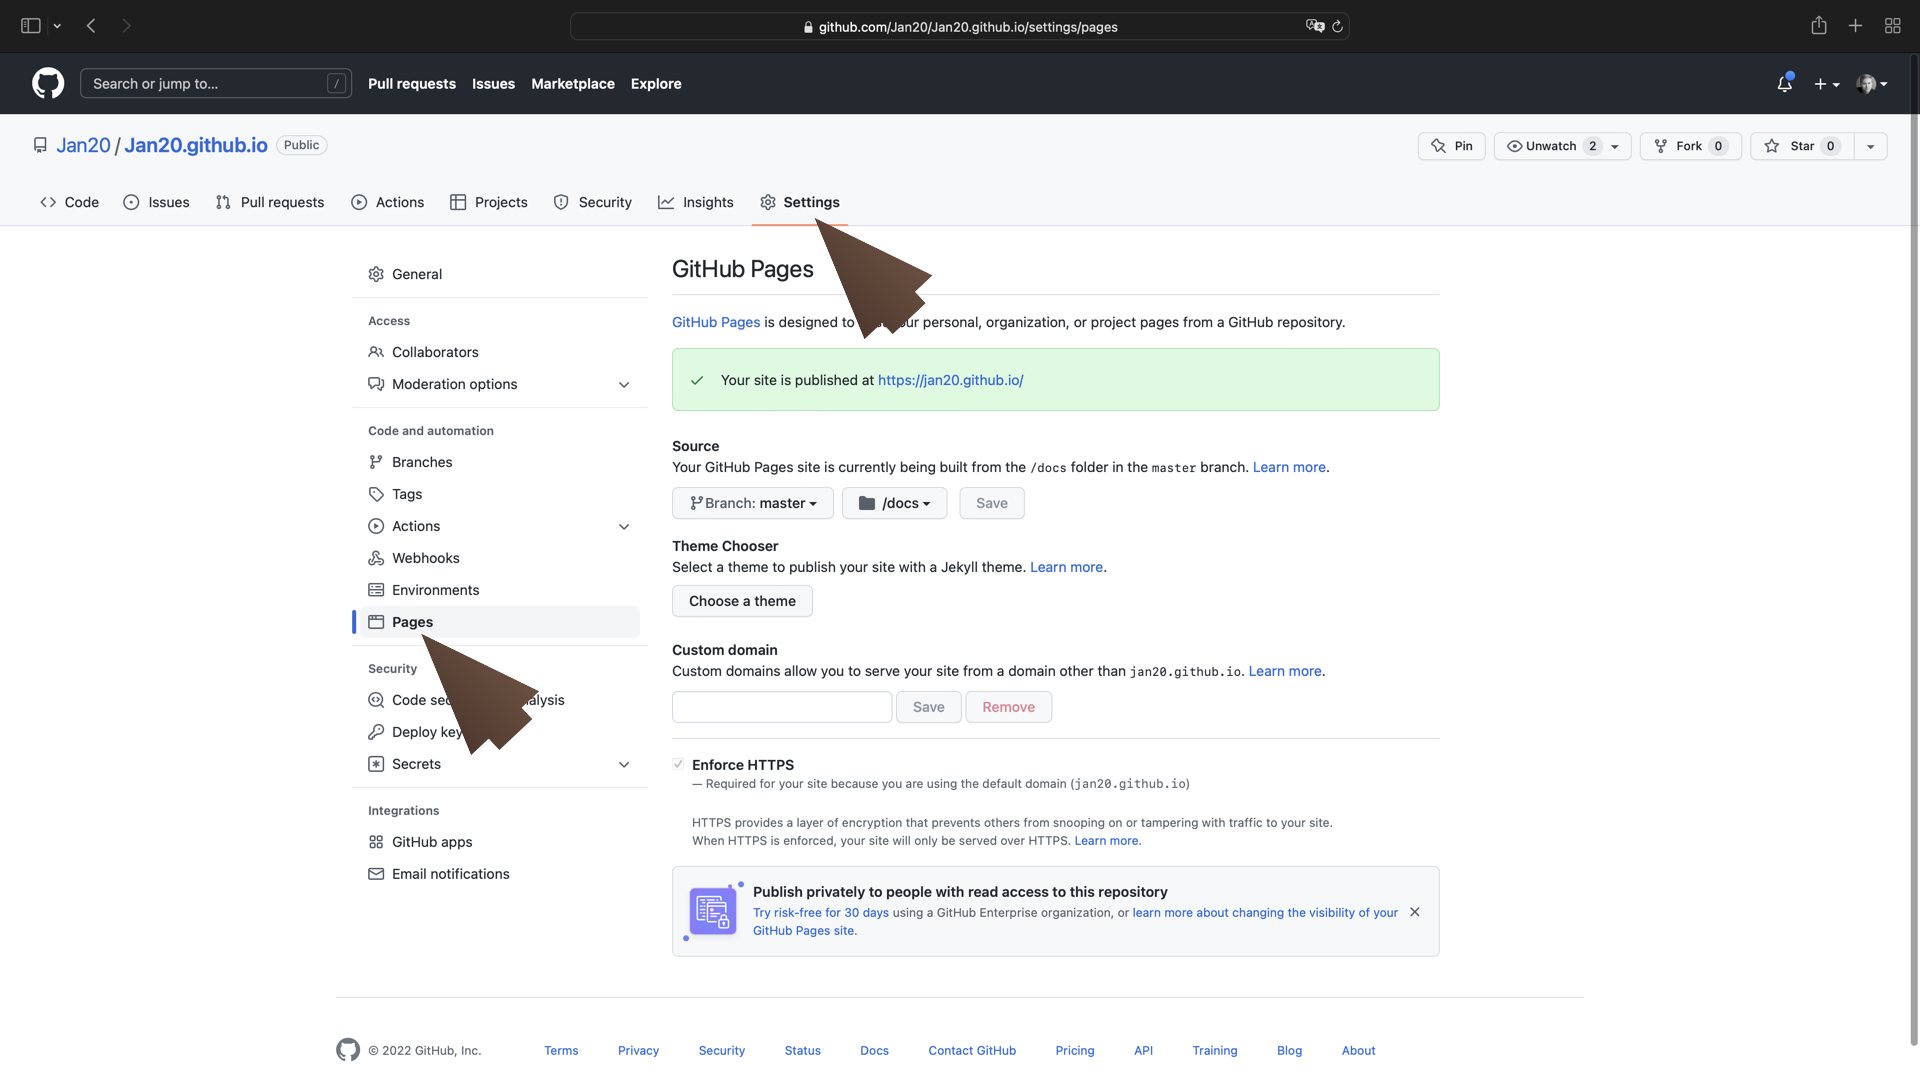 github.com/Jan20/Jan20.github.io/settings/pages
Search or jump to... /
Pull requests Issues Marketplace Explore
Jan20 / Jan20.github.io Public
Pin Unwatch 2 Fork 0 Star 0
Code Issues Pull requests Actions Projects Security Insights Settings
General
Access
Collaborators
Moderation options
Code and automation
Branches
Tags
Actions
Webhooks
Environments
Pages
Security
Code sec alysis
Deploy key
Secrets
Integrations
GitHub apps
Email notifications
GitHub Pages
GitHub Pages is designed to personal, organization, or project pages from a GitHub repository.
Your site is published at https://jan20.github.io/
Source
Your GitHub Pages site is currently being built from the /docs folder in the master branch. Learn more.
Branch: master /docs Save
Theme Chooser
Select a theme to publish your site with a Jekyll theme. Learn more.
Choose a theme
Custom domain
Custom domains allow you to serve your site from a domain other than jan20.github.io. Learn more.
Save Remove
Enforce HTTPS
— Required for your site because you are using the default domain (jan20.github.io)
HTTPS provides a layer of encryption that prevents others from snooping on or tampering with traffic to your site.
When HTTPS is enforced, your site will only be served over HTTPS. Learn more.
Publish privately to people with read access to this repository
Try risk-free for 30 days using a GitHub Enterprise organization, or learn more about changing the visibility of your
GitHub Pages site.
© 2022 GitHub, Inc. Terms Privacy Security Status Docs Contact GitHub Pricing API Training Blog About